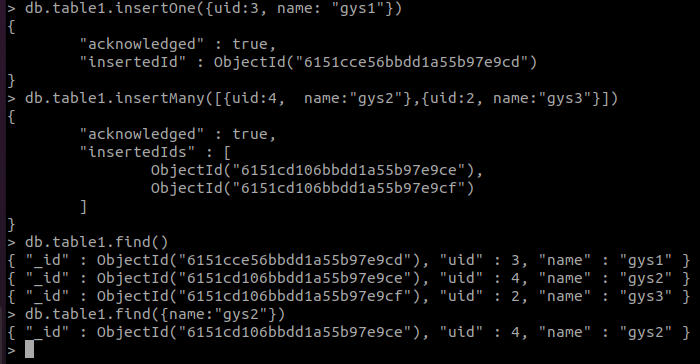 > db.table1.insertOne({uid:3, name: "gys1"})
{
        "acknowledged" : true,
        "insertedId" : ObjectId("6151cce56bbdd1a55b97e9cd")
}
> db.table1.insertMany([{uid:4,  name:"gys2"},{uid:2, name:"gys3"}])
{
        "acknowledged" : true,
        "insertedIds" : [
                ObjectId("6151cd106bbdd1a55b97e9ce"),
                ObjectId("6151cd106bbdd1a55b97e9cf")
        ]
}
> db.table1.find()
{ "_id" : ObjectId("6151cce56bbdd1a55b97e9cd"), "uid" : 3, "name" : "gys1" }
{ "_id" : ObjectId("6151cd106bbdd1a55b97e9ce"), "uid" : 4, "name" : "gys2" }
{ "_id" : ObjectId("6151cd106bbdd1a55b97e9cf"), "uid" : 2, "name" : "gys3" }
> db.table1.find({name:"gys2"})
{ "_id" : ObjectId("6151cd106bbdd1a55b97e9ce"), "uid" : 4, "name" : "gys2" }
>